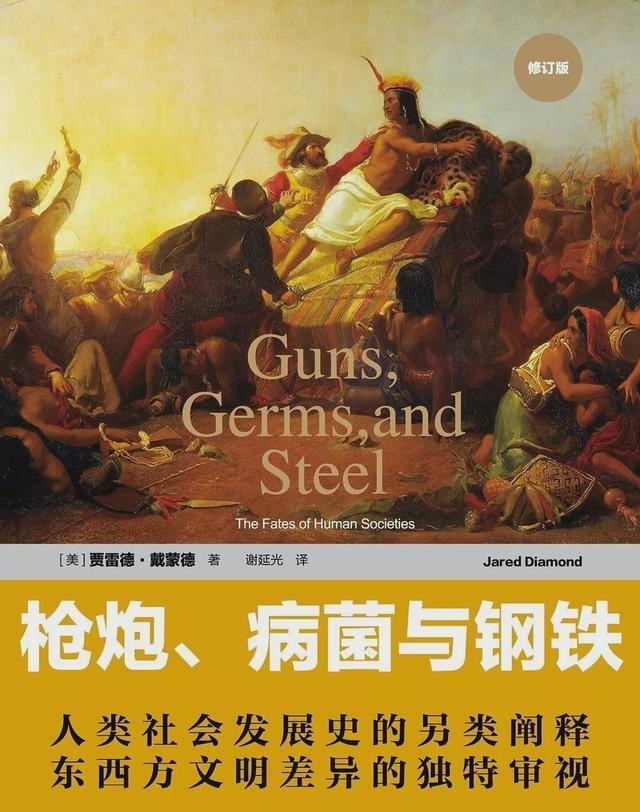 修订版
Guns,
Germs,and
Steel
The Fates of Human Societies
[美]贾雷德·戴蒙德 著 谢延光 译 Jared Diamond
枪炮、病菌与钢铁
人类社会发展史的另类阐释
东西方文明差异的独特审视